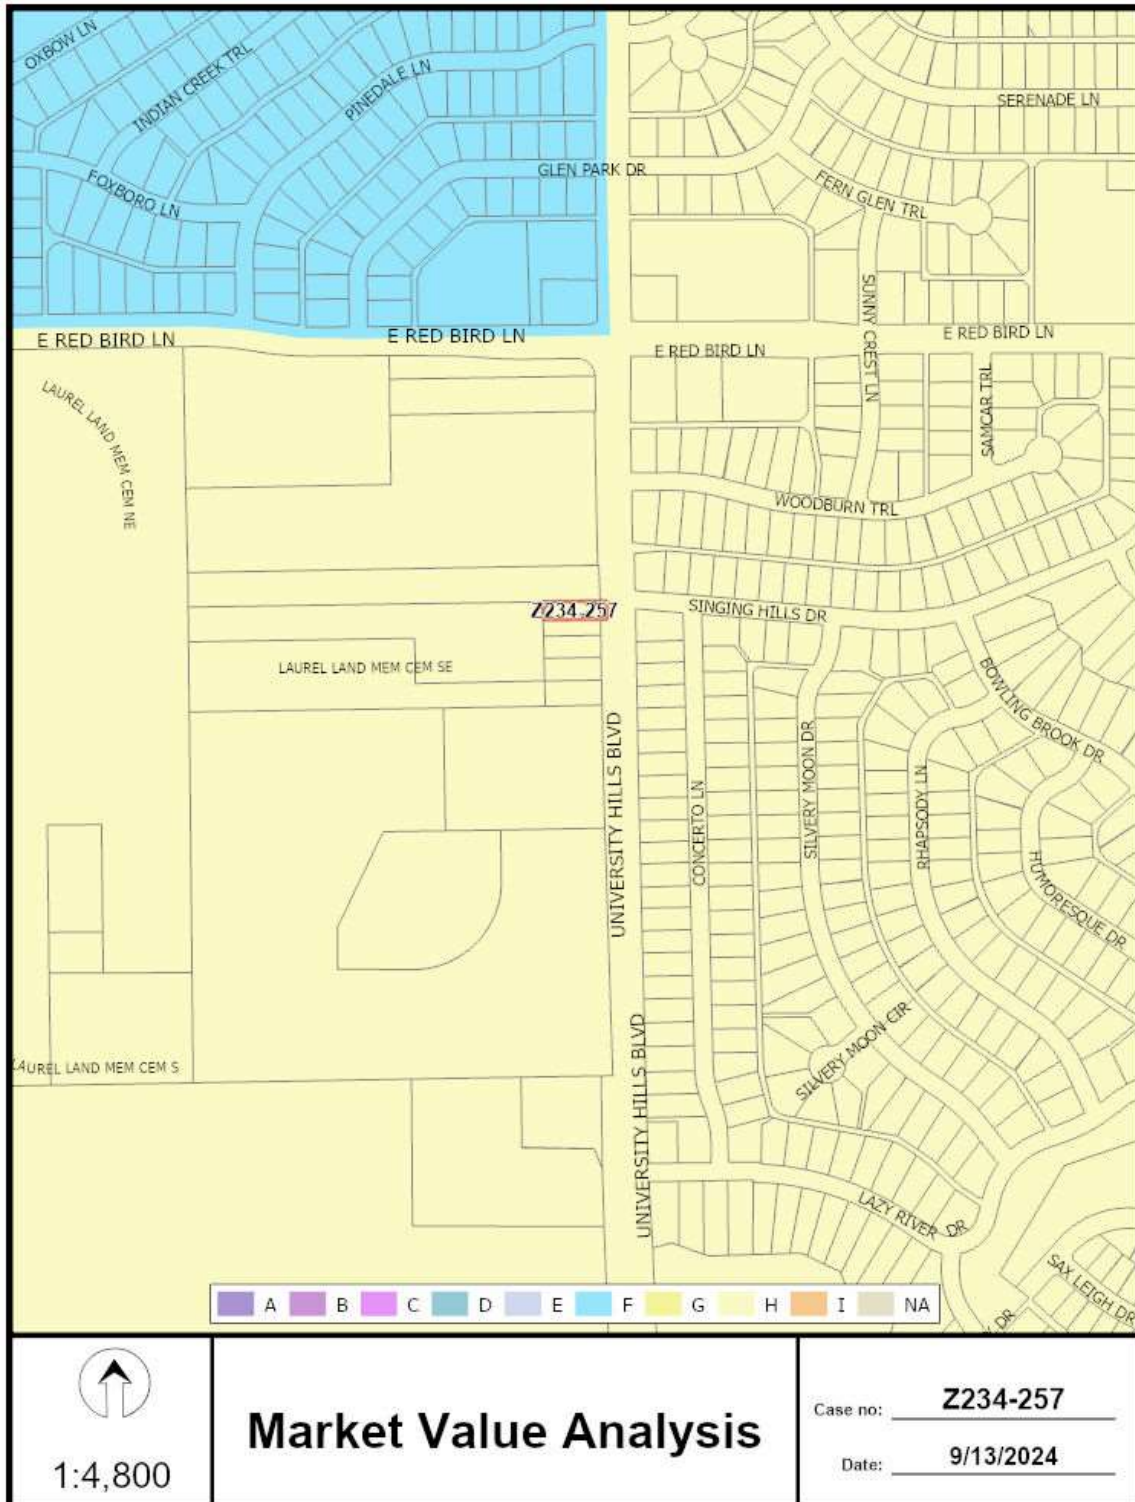 OXBOW LN
INDIAN CREEK TRL
PINEDALE LN
SERENADE LN
GLEN PARK DR
FOXBORO LN
FERN GLEN TRL
SUNNY CREST LN
E RED BIRD LN
E RED BIRD LN
E RED BIRD LN
E RED BIRD LN
LAUREL LAND MEM CEM NE
SAMCAR TRL
WOODBURN TRL
Z234-257
SINGING HILLS DR
LAUREL LAND MEM CEM SE
BOWLING BROOK DR
UNIVERSITY HILLS BLVD
SILVERY MOON DR
CONCERTO LN
RHAPSODY LN
HUMORESQUE DR
SILVERY MOON CIR
UNIVERSITY HILLS BLVD
LAUREL LAND MEM CEM S
LAZY RIVER DR
SAX LEIGH DR
DR
A B C D E F G H I NA
1:4,800
Market Value Analysis
Case no: Z234-257
Date: 9/13/2024